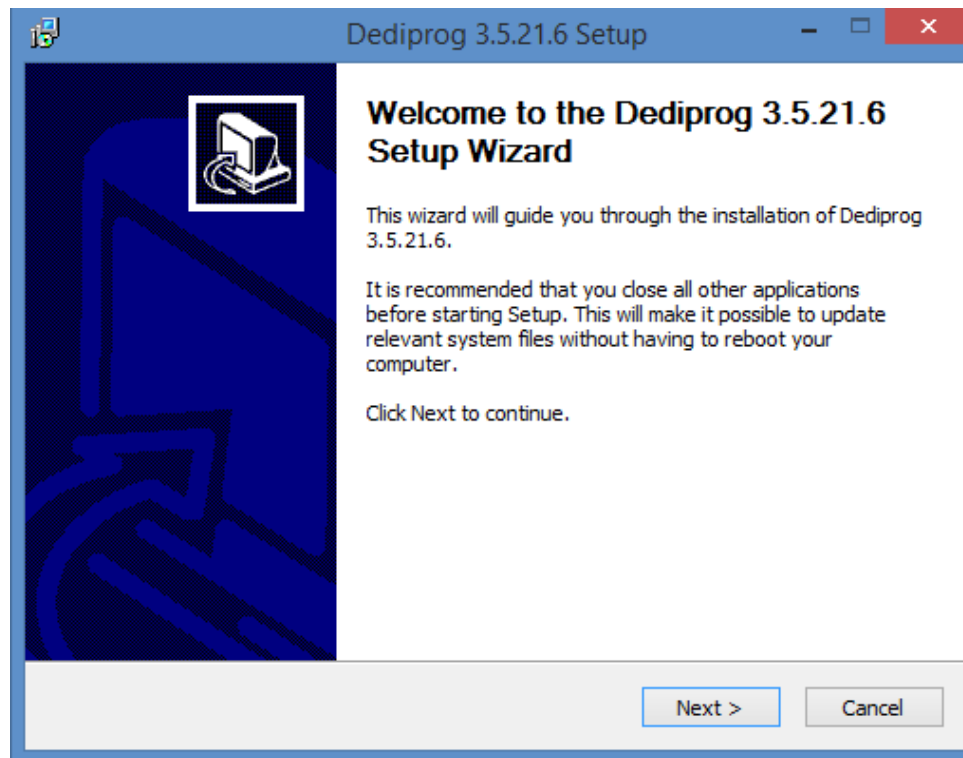 Dediprog 3.5.21.6 Setup
Welcome to the Dediprog 3.5.21.6
Setup Wizard
This wizard will guide you through the installation of Dediprog
3.5.21.6.
It is recommended that you close all other applications
before starting Setup. This will make it possible to update
relevant system files without having to reboot your
computer.
Click Next to continue.
Next >
Cancel